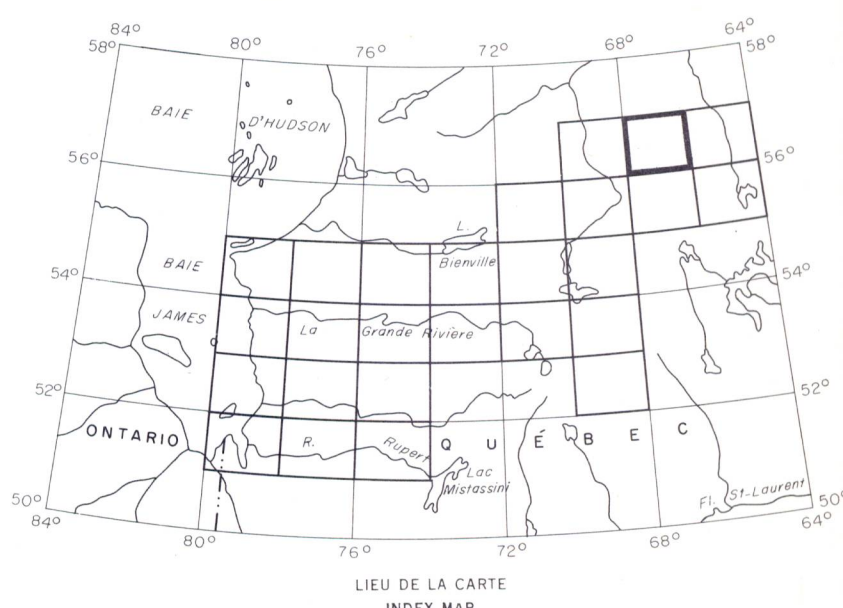 84° 80° 76° 72° 68° 64°
58° 58°
BAIE D'HUDSON
56° 56°
L. Bienville
BAIE JAMES
54° 54°
La Grande Rivière
52° 52°
ONTARIO
R. Rupert
QUÉBEC
Lac Mistassini
Fl. St-Laurent
50° 50°
84° 80° 76° 72° 68° 64°
LIEU DE LA CARTE
INDEX MAP